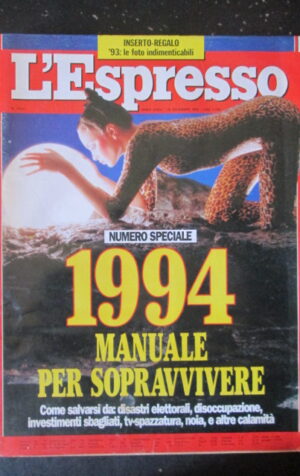 INSERTO-REGALO
'93: le foto indimenticabili
L'Espresso
NUMERO SPECIALE
1994
MANUALE
PER SOPRAVVIVERE
Come salvarsi da: disastri elettorali, disoccupazione,
investimenti sbagliati, tv-spazzatura, noia, e altre calamità